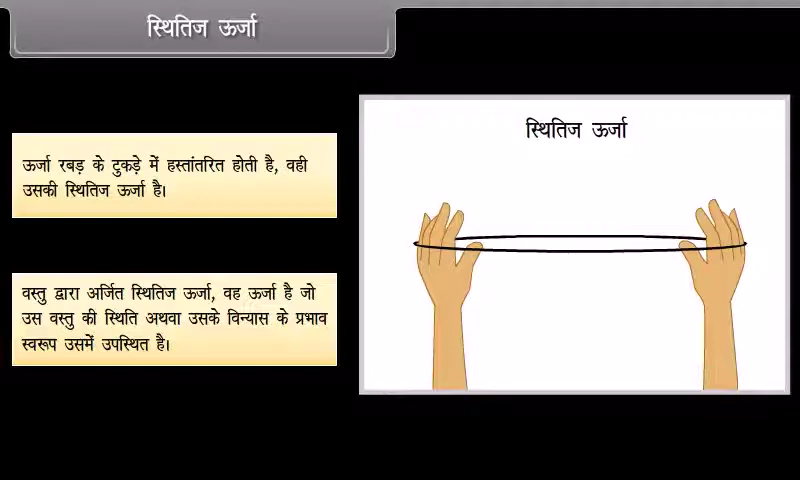 स्थितिज ऊर्जा
ऊर्जा रबड़ के टुकड़े में हस्तांतरित होती है, वही
उसकी स्थितिज ऊर्जा है।
वस्तु द्वारा अर्जित स्थितिज ऊर्जा, वह ऊर्जा है जो
उस वस्तु की स्थिति अथवा उसके विन्यास के प्रभाव
स्वरूप उसमें उपस्थित है।
स्थितिज ऊर्जा